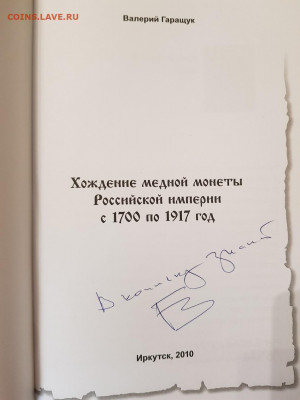 COINS.LAVE.RU
Валерий Гаращук
Хождение медной монеты
Российской империи
с 1700 по 1917 год
Иркутск, 2010